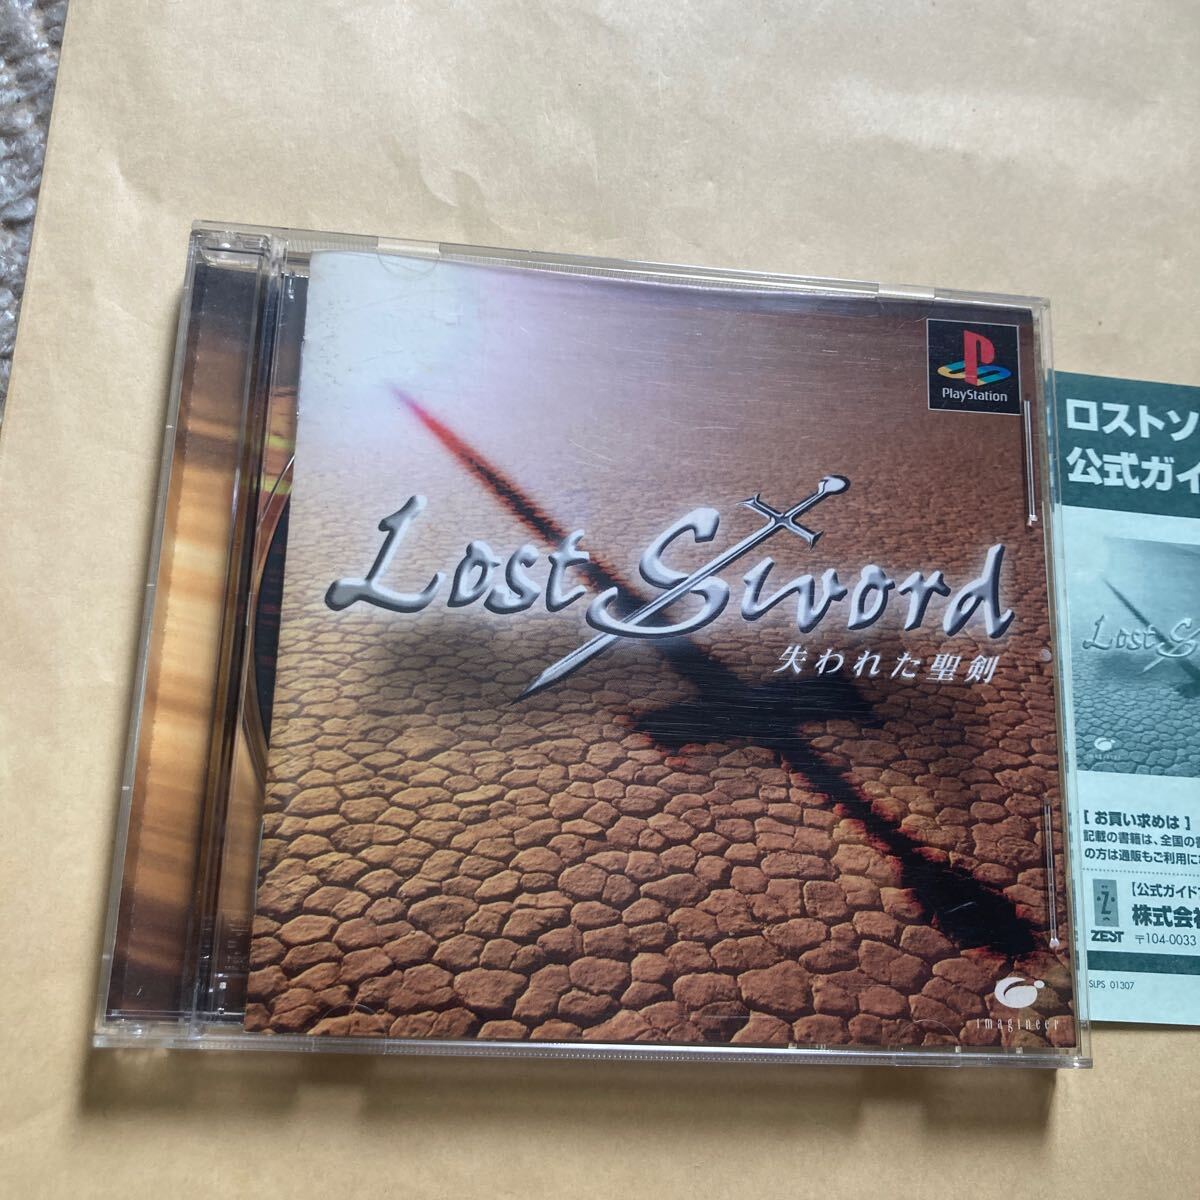 PlayStation
Lost Sword
失われた聖剣
imagineer
ロストソ
公式ガイ
Lost S
[ お買い求めは ]
記載の書籍は、全国の書
の方は通販もご利用に
【公式ガイド
Z
ZEST
株式会社
〒104-0033
SLPS 01307